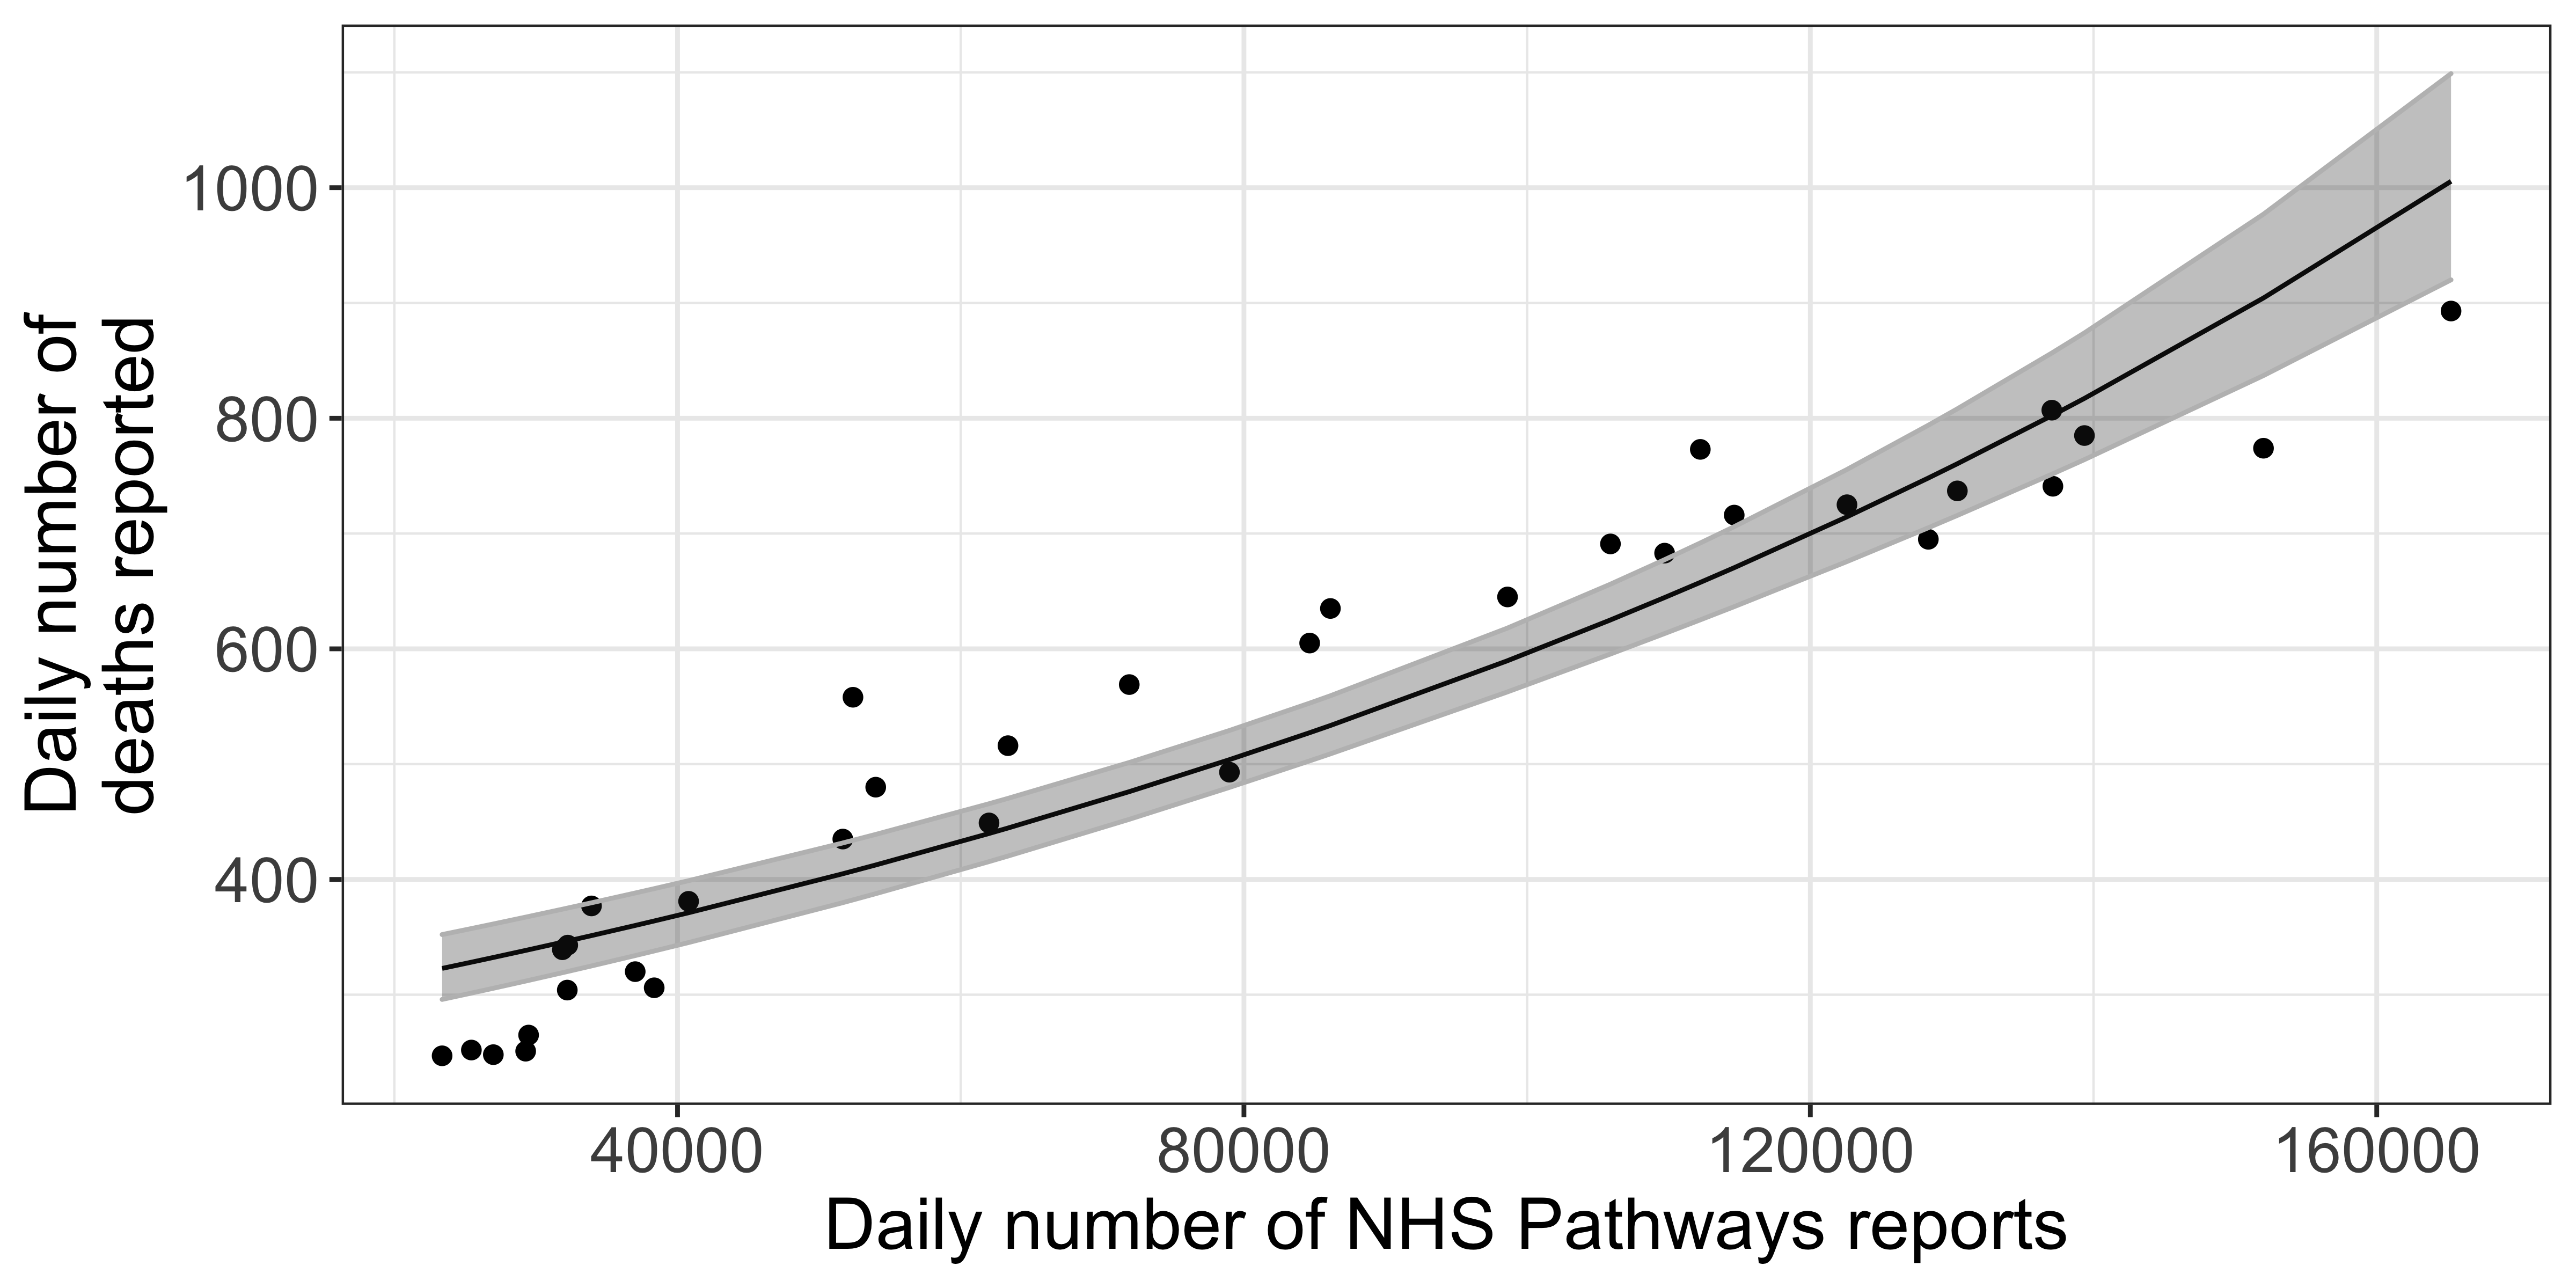 Daily number of
deaths reported
1000
800
600
400
40000 80000 120000 160000
Daily number of NHS Pathways reports